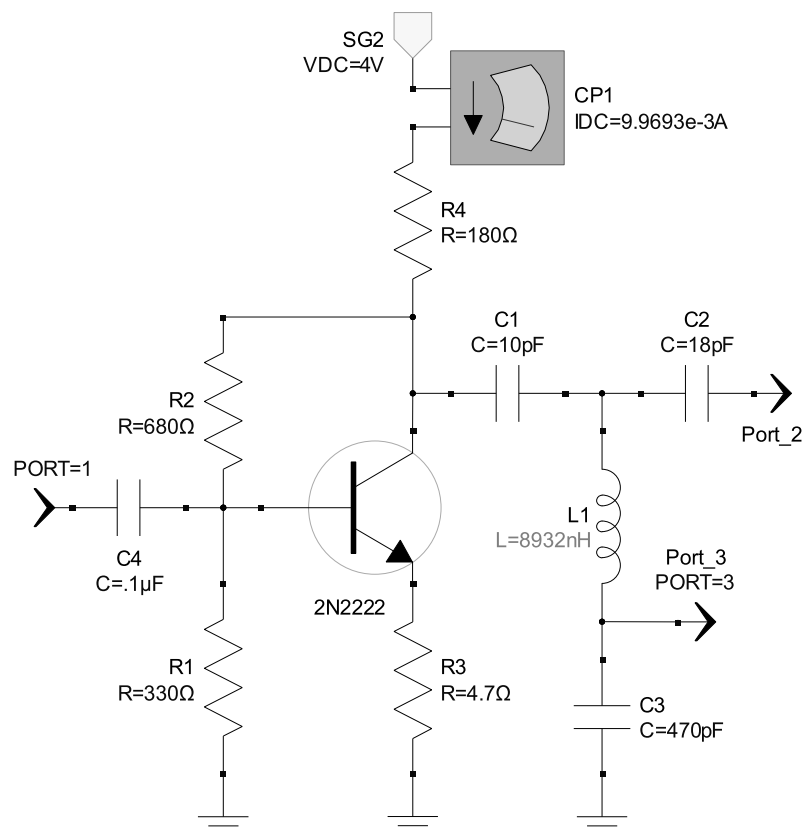 SG2
VDC=4V
CP1
IDC=9.9693e-3A
R4
R=180Ω
C1
C=10pF
C2
C=18pF
R2
R=680Ω
Port_2
PORT=1
C4
C=.1µF
L1
L=8932nH
Port_3
PORT=3
2N2222
R1
R=330Ω
R3
R=4.7Ω
C3
C=470pF